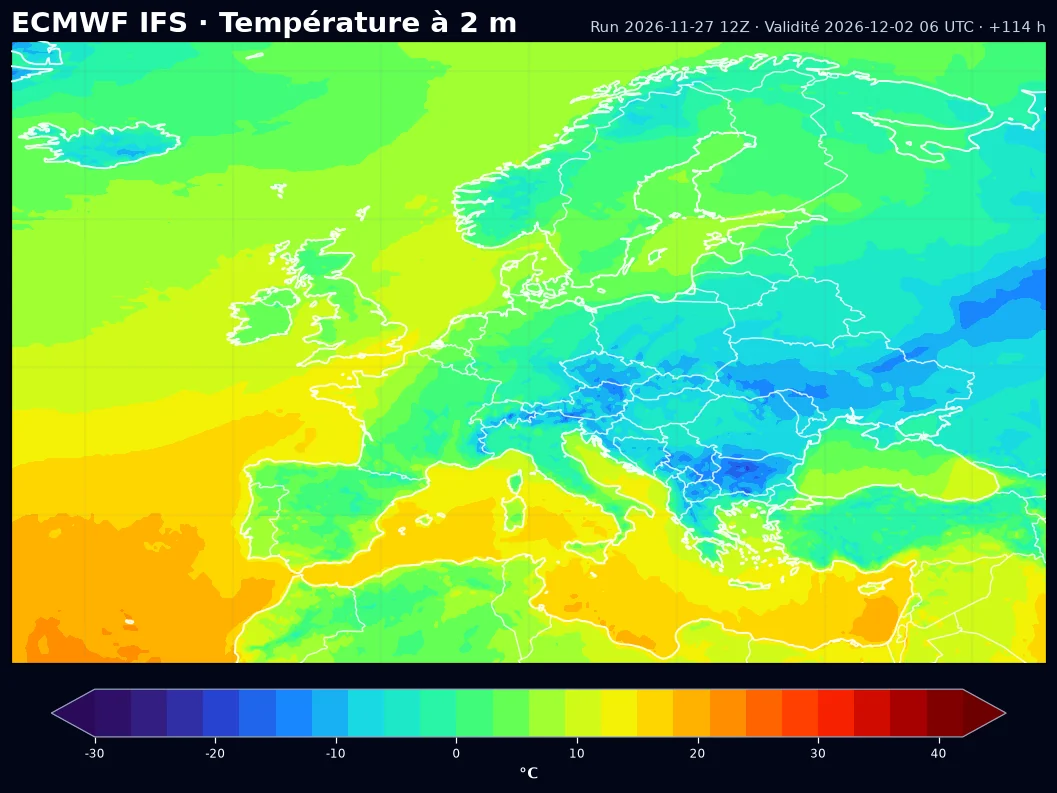 ECMWF IFS · Température à 2 m
Run 2026-11-27 12Z · Validité 2026-12-02 06 UTC · +114 h
-30 -20 -10 0 10 20 30 40
°C